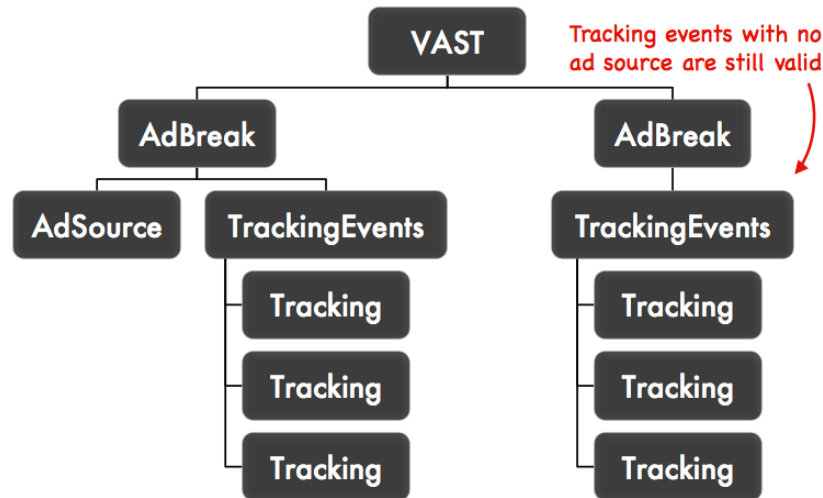 VAST
Tracking events with no
ad source are still valid
AdBreak
AdBreak
AdSource
TrackingEvents
TrackingEvents
Tracking
Tracking
Tracking
Tracking
Tracking
Tracking